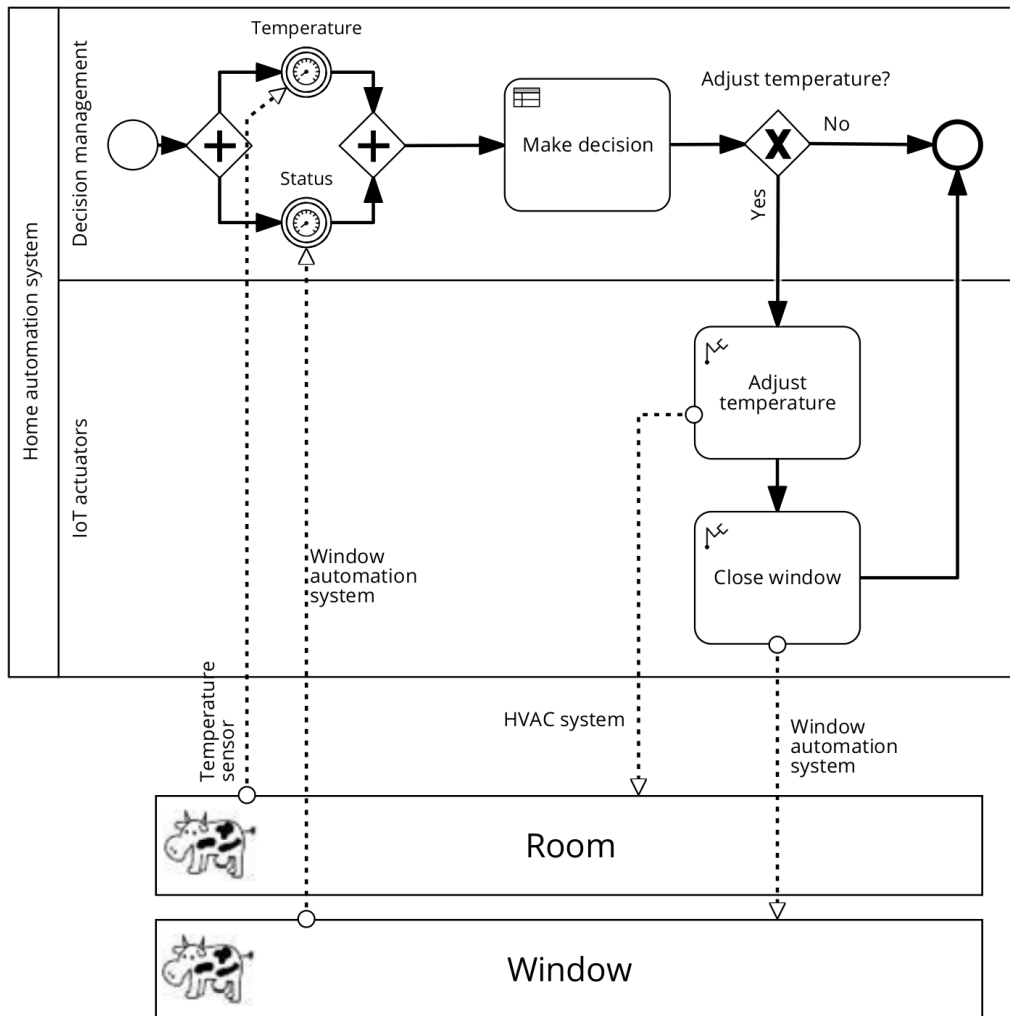 Home automation system
Decision management
Temperature
Status
Make decision
Adjust temperature?
No
Yes
IoT actuators
Adjust
temperature
Close window
Window
automation
system
Temperature
sensor
HVAC system
Window
automation
system
Room
Window